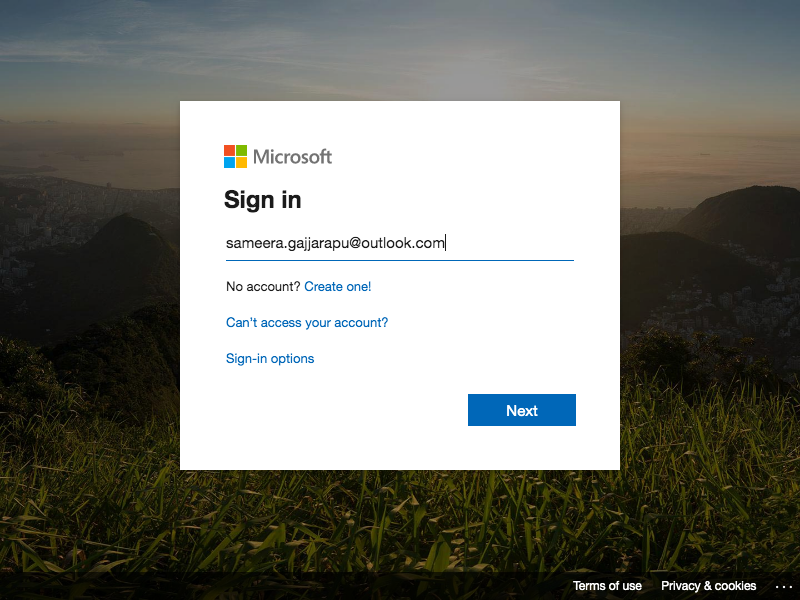 Microsoft
Sign in
sameera.gajjarapu@outlook.com
No account? Create one!
Can't access your account?
Sign-in options
Next
Terms of use Privacy & cookies ...